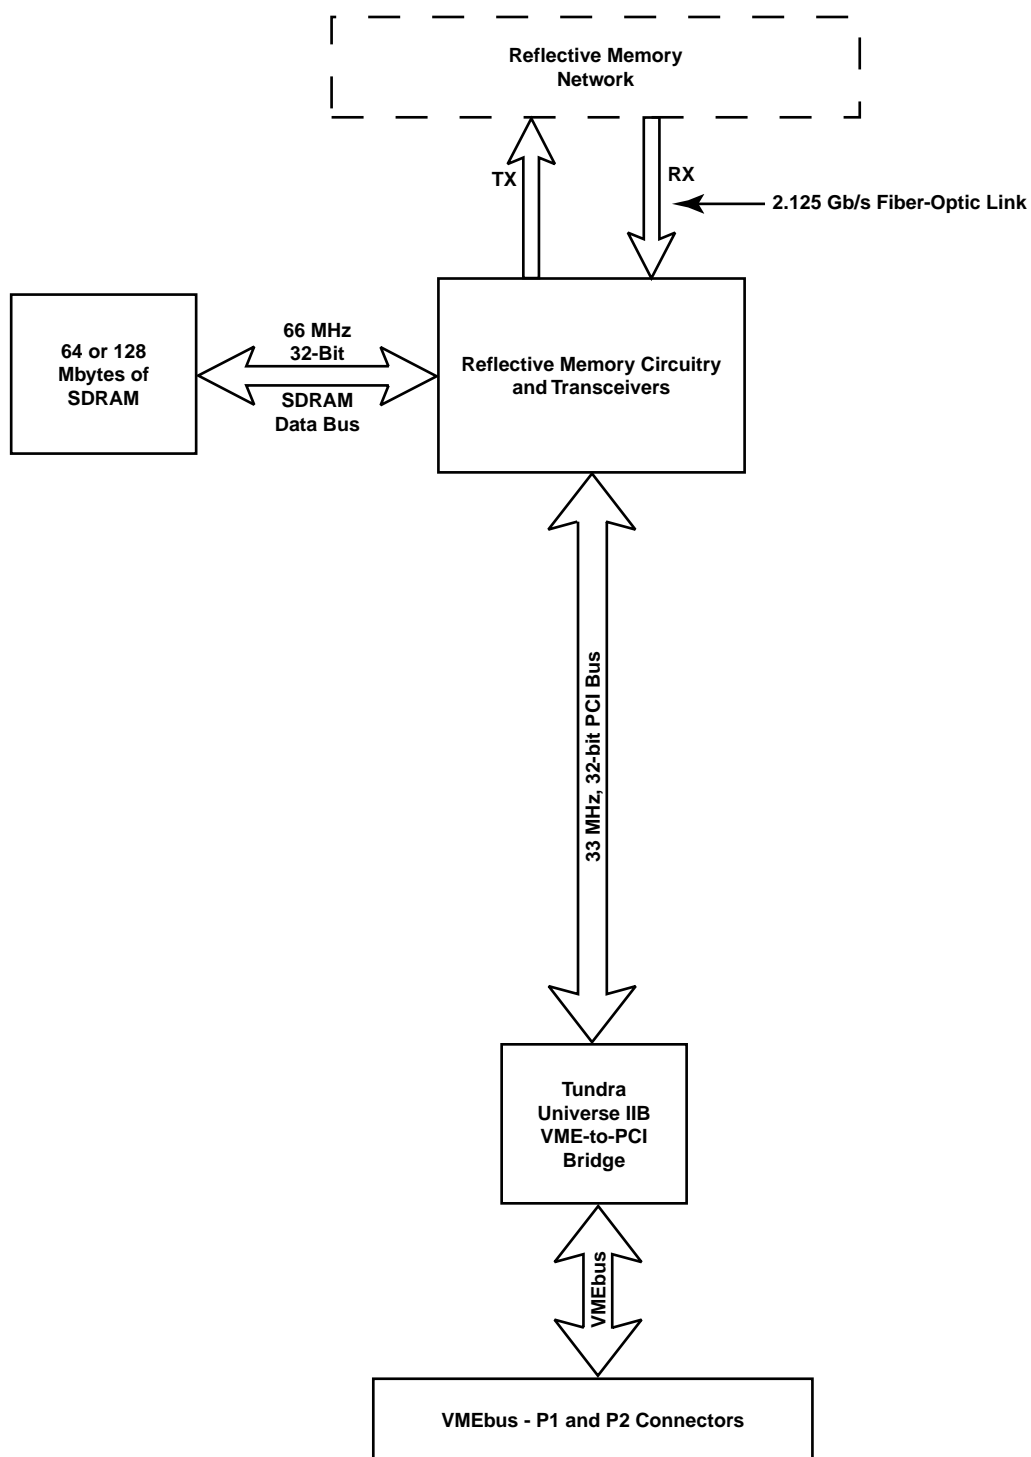 Reflective Memory
Network
TX
RX
2.125 Gb/s Fiber-Optic Link
64 or 128
Mbytes of
SDRAM
66 MHz
32-Bit
SDRAM
Data Bus
Reflective Memory Circuitry
and Transceivers
33 MHz, 32-bit PCI Bus
Tundra
Universe IIB
VME-to-PCI
Bridge
VMEbus
VMEbus - P1 and P2 Connectors